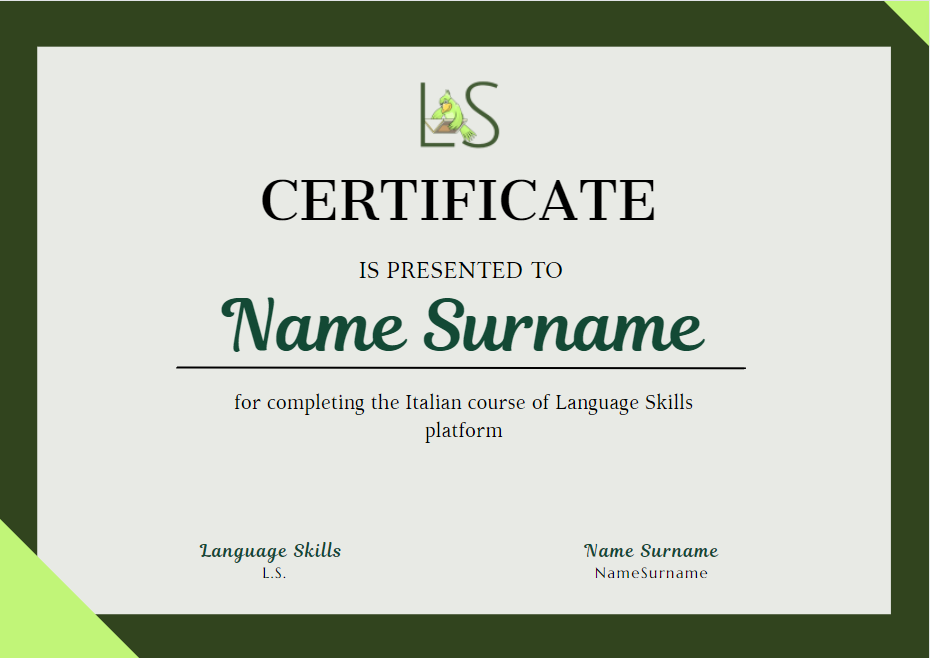 LS
CERTIFICATE
IS PRESENTED TO
Name Surname
for completing the Italian course of Language Skills
platform
Language Skills
L.S.
Name Surname
NameSurname